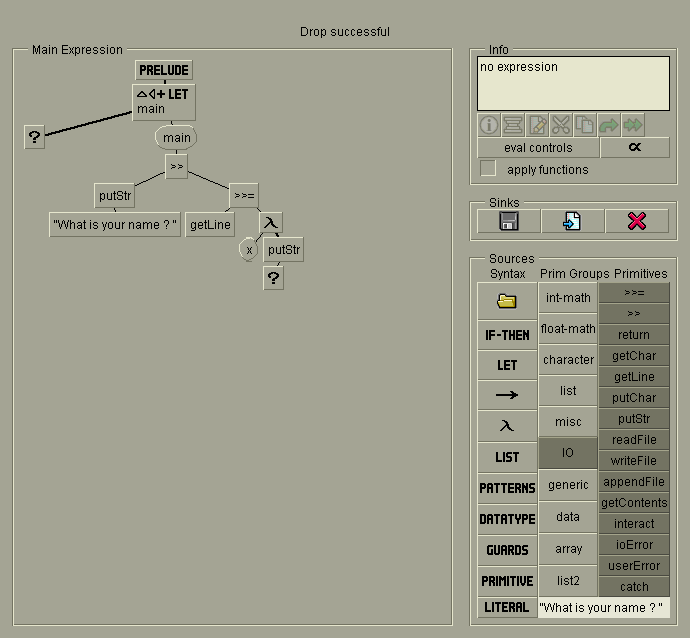 Drop successful
Main Expression
PRELUDE
LET
main
?
main
>>
putStr
>>=
"What is your name ? "
getLine
λ
x
putStr
?
Info
no expression
eval controls
∝
apply functions
Sinks
Sources
Syntax
Prim Groups
Primitives
IF-THEN
LET
→
λ
LIST
PATTERNS
DATATYPE
GUARDS
PRIMITIVE
LITERAL
int-math
float-math
character
list
misc
IO
generic
data
array
list2
>>=
>>
return
getChar
getLine
putChar
putStr
readFile
writeFile
appendFile
getContents
interact
ioError
userError
catch
"What is your name ? "